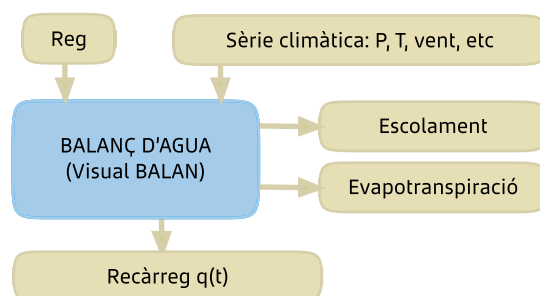 Reg
Sèrie climàtica: P, T, vent, etc
BALANÇ D'AGUA
(Visual BALAN)
Escolament
Evapotranspiració
Recàrreg q(t)